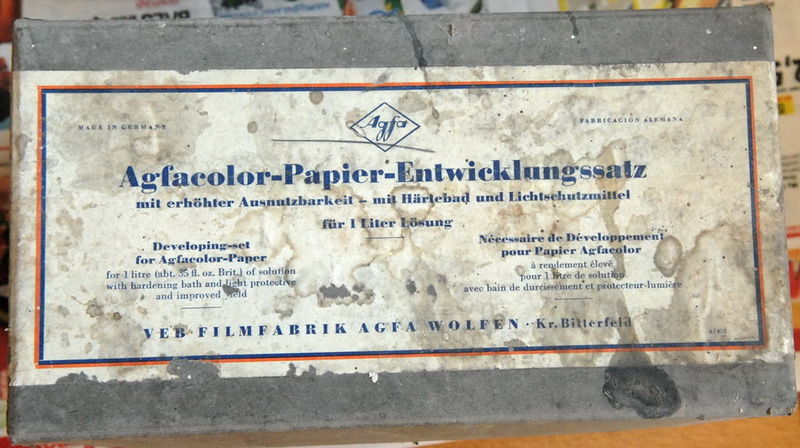 MADE IN GERMANY
Agfa
FABRICACIÓN ALEMANA
Agfacolor-Papier-Entwicklungssatz
mit erhöhter Ausnutzbarkeit – mit Härtebad und Lichtschutzmittel
für 1 Liter Lösung
Developing-set
for Agfacolor-Paper
for 1 litre (abt. 35 fl. oz. Brit.) of solution
with hardening bath and light protective
and improved yield
Nécessaire de Développement
pour Papier Agfacolor
à rendement élevé
pour 1 litre de solution
avec bain de durcissement et protecteur-lumière
VEB FILMFABRIK AGFA WOLFEN · Kr. Bitterfeld